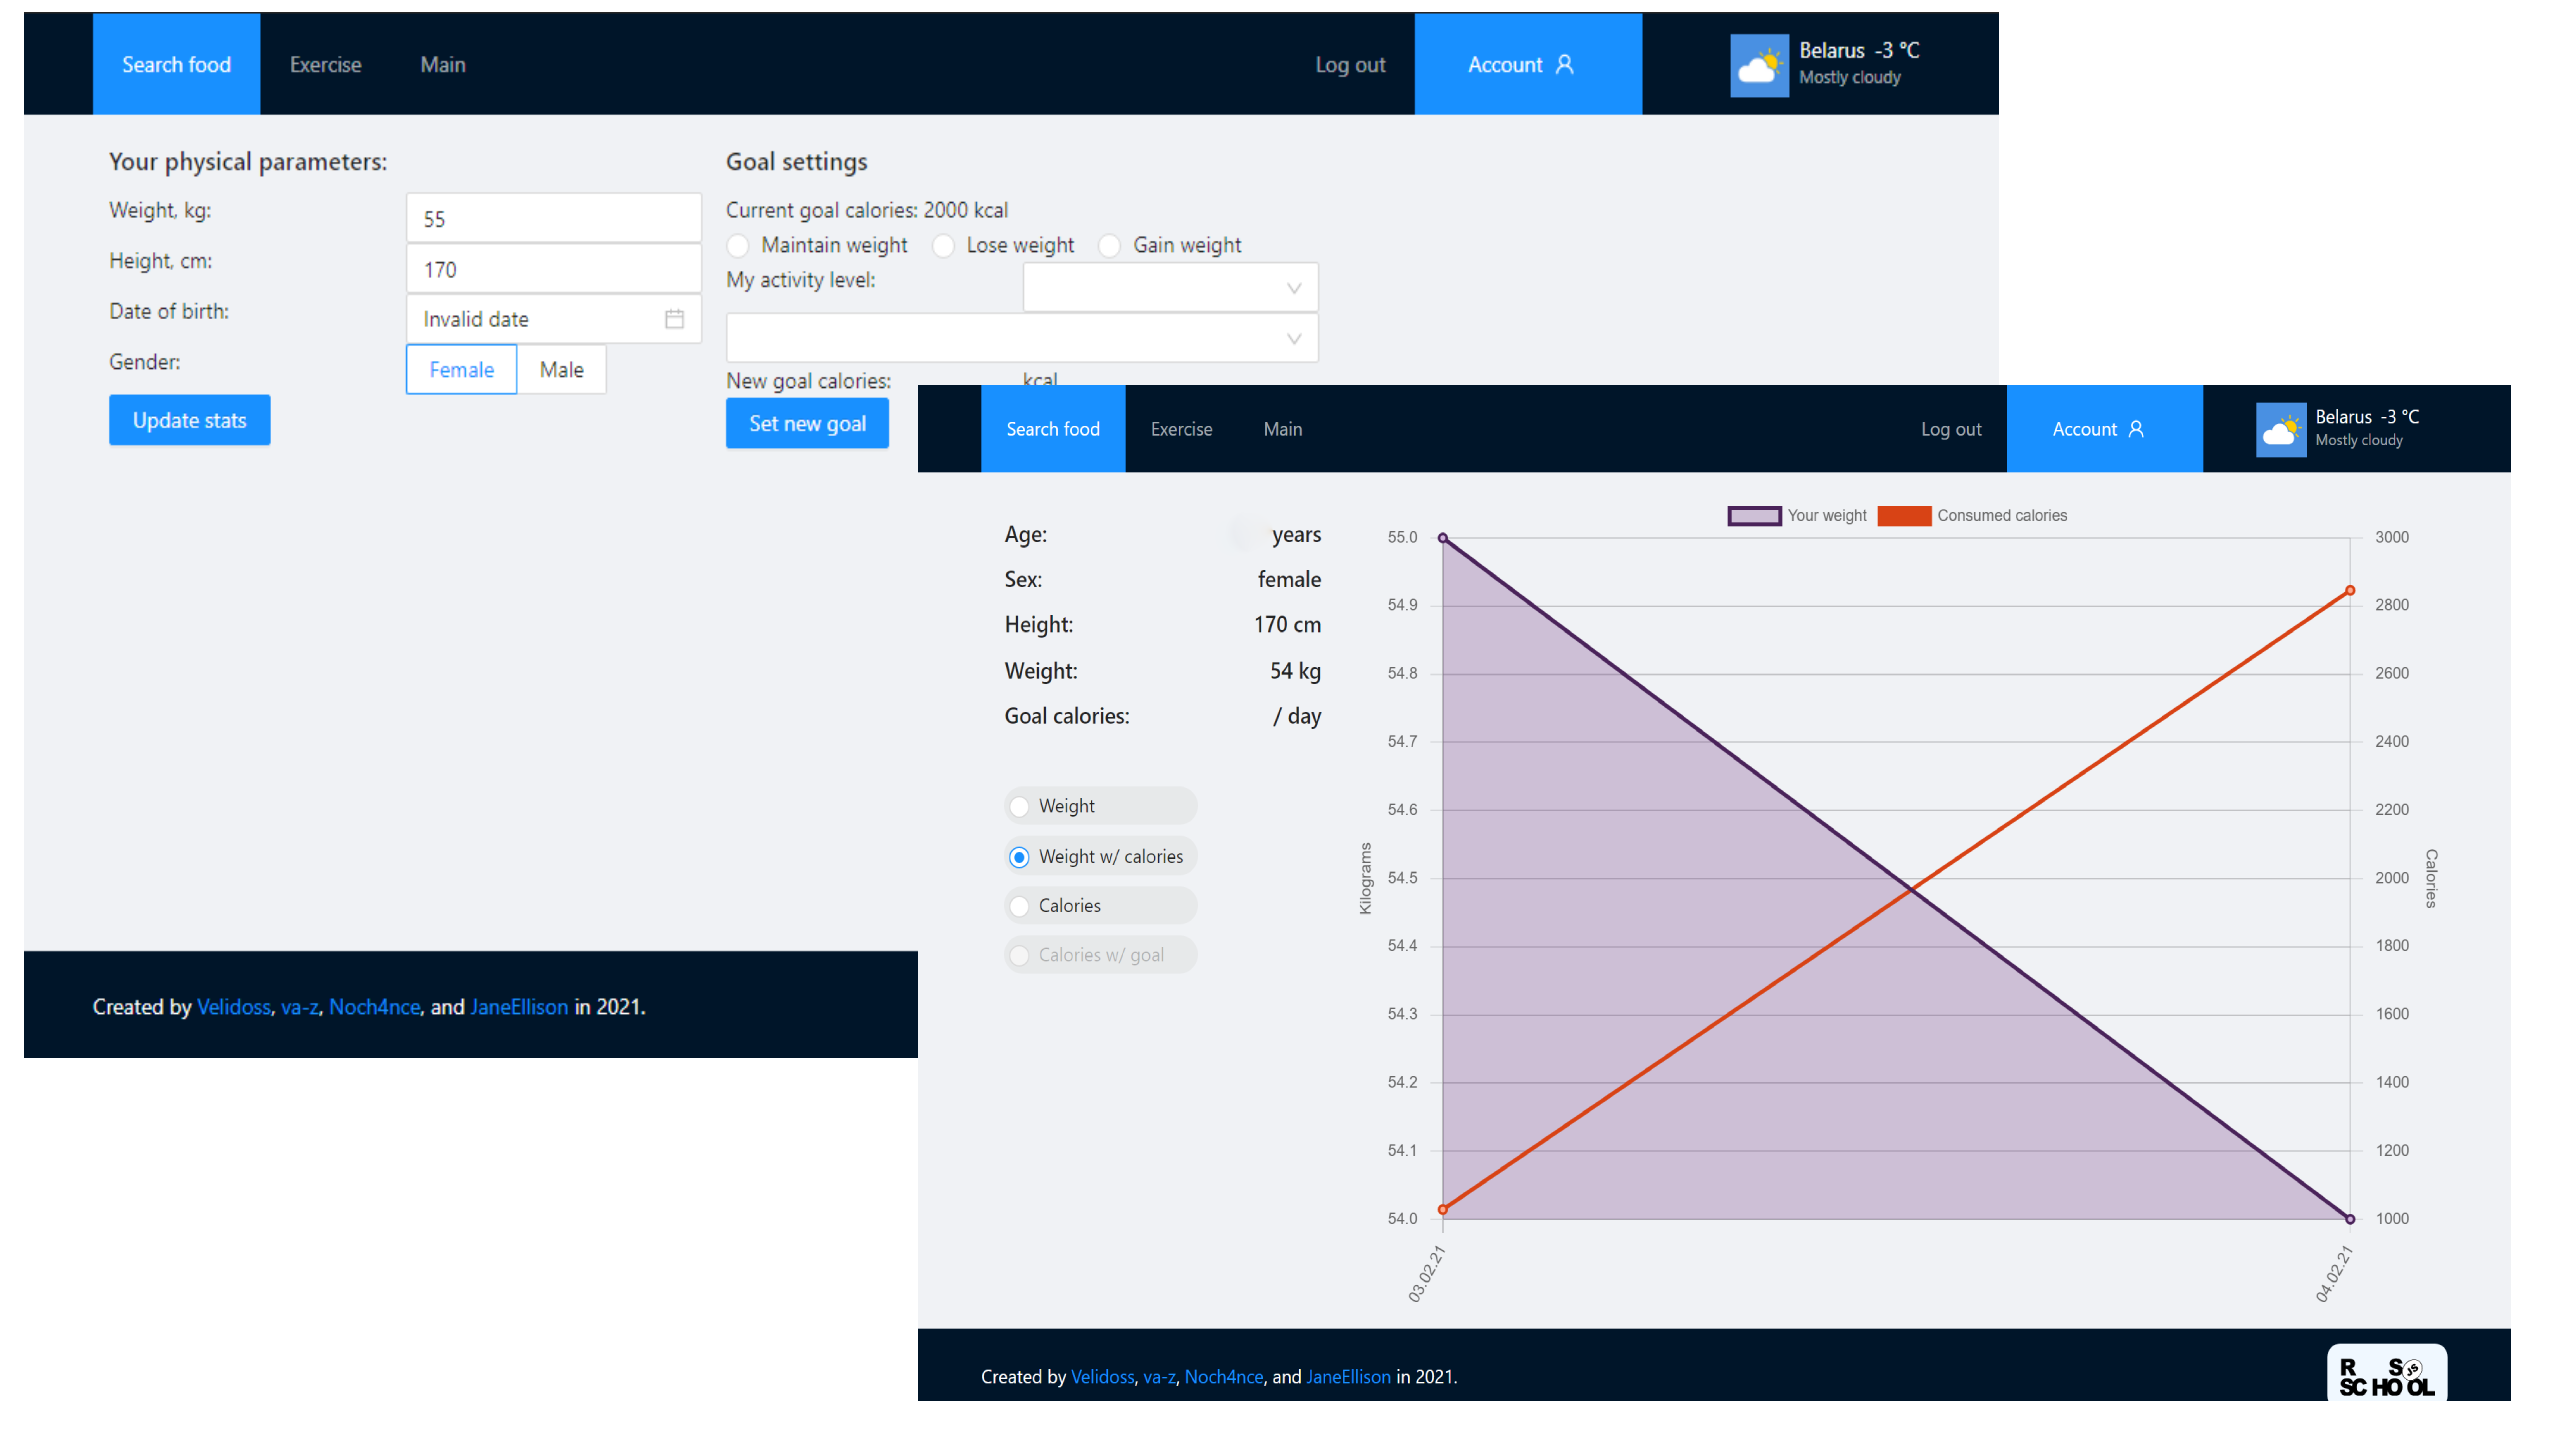 Search food Exercise Main Log out Account Belarus -3 °C
Mostly cloudy
Your physical parameters:
Weight, kg: 55
Height, cm: 170
Date of birth: Invalid date
Gender: Female Male
Update stats
Goal settings
Current goal calories: 2000 kcal
Maintain weight Lose weight Gain weight
My activity level:
New goal calories: kcal
Set new goal
Created by Velidoss, va-z, Noch4nce, and JaneEllison in 2021.
Search food Exercise Main Log out Account Belarus -3 °C
Mostly cloudy
Age: years
Sex: female
Height: 170 cm
Weight: 54 kg
Goal calories: / day
Weight
Weight w/ calories
Calories
Calories w/ goal
Your weight Consumed calories
Kilograms
55.0
54.9
54.8
54.7
54.6
54.5
54.4
54.3
54.2
54.1
54.0
3000
2800
2600
2400
2200
2000
1800
1600
1400
1200
1000
Calories
03.02.21 04.02.21
Created by Velidoss, va-z, Noch4nce, and JaneEllison in 2021.
RS JS
SCHOOL